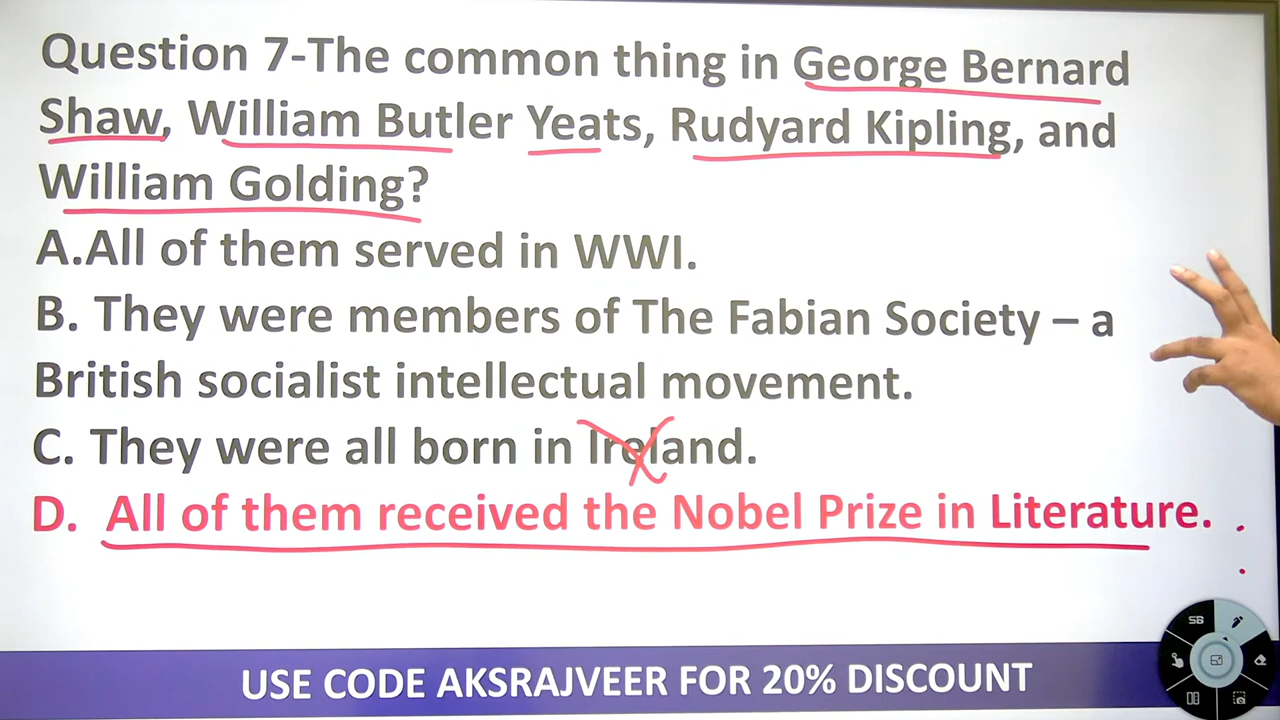 Question 7-The common thing in George Bernard
Shaw, William Butler Yeats, Rudyard Kipling, and
William Golding?
A.All of them served in WWI.
B. They were members of The Fabian Society – a
British socialist intellectual movement.
C. They were all born in Ireland.
D. All of them received the Nobel Prize in Literature.
SB
USE CODE AKSRAJVEER FOR 20% DISCOUNT